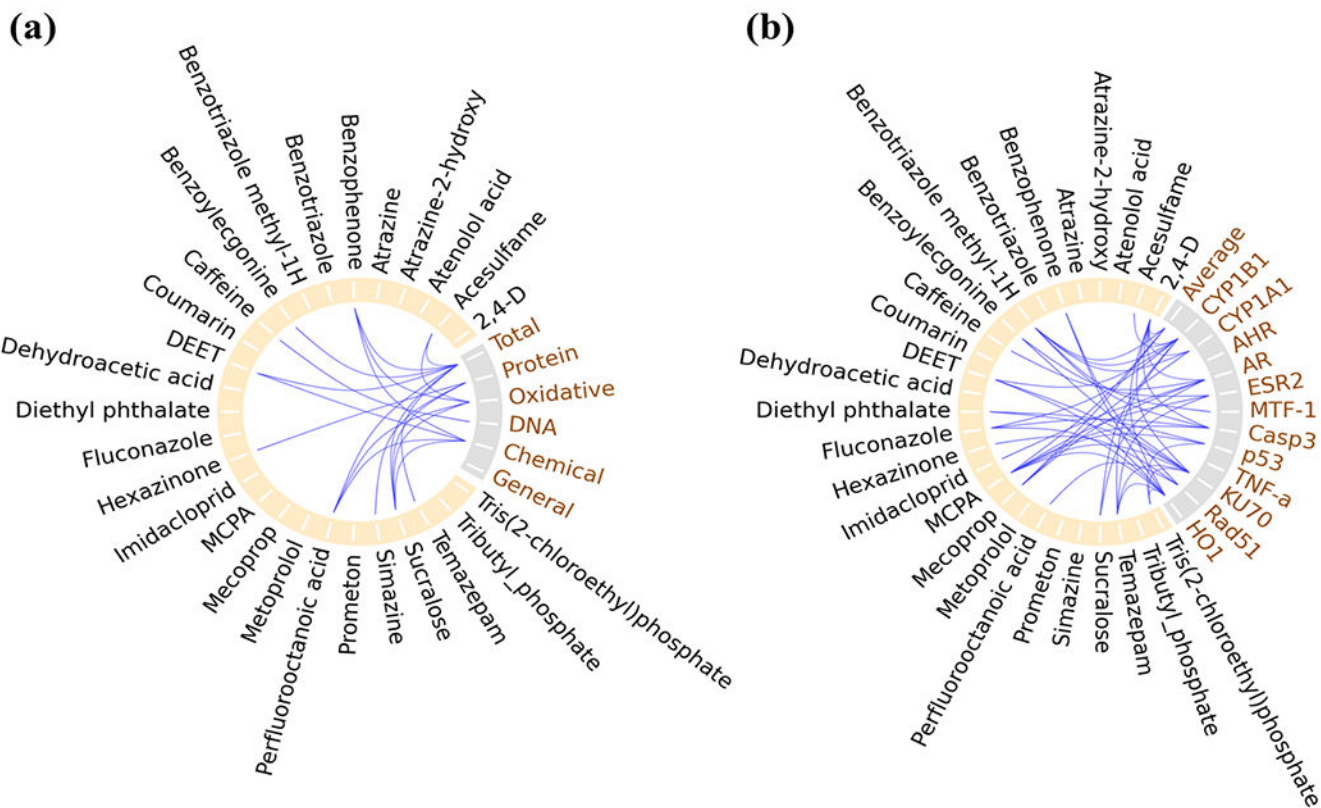 (a)
Benzotriazole methyl-1H
Benzotriazole
Benzophenone
Atrazine
Atrazine-2-hydroxy
Atenolol acid
Acesulfame
2,4-D
Total
Protein
Oxidative
DNA
Chemical
General
Tris(2-chloroethyl)phosphate
Tributyl_phosphate
Temazepam
Sucralose
Simazine
Prometon
Perfluorooctanoic acid
Metoprolol
Mecoprop
MCPA
Imidacloprid
Hexazinone
Fluconazole
Diethyl phthalate
Dehydroacetic acid
DEET
Coumarin
Caffeine
Benzoylecgonine
(b)
Benzotriazole methyl-1H
Benzotriazole
Benzophenone
Atrazine
Atrazine-2-hydroxy
Atenolol acid
Acesulfame
2,4-D
Average
CYP1B1
CYP1A1
AHR
AR
ESR2
MTF-1
Casp3
p53
TNF-a
KU70
Rad51
HO1
Tris(2-chloroethyl)phosphate
Tributyl_phosphate
Temazepam
Sucralose
Simazine
Prometon
Perfluorooctanoic acid
Metoprolol
Mecoprop
MCPA
Imidacloprid
Hexazinone
Fluconazole
Diethyl phthalate
Dehydroacetic acid
DEET
Coumarin
Caffeine
Benzoylecgonine